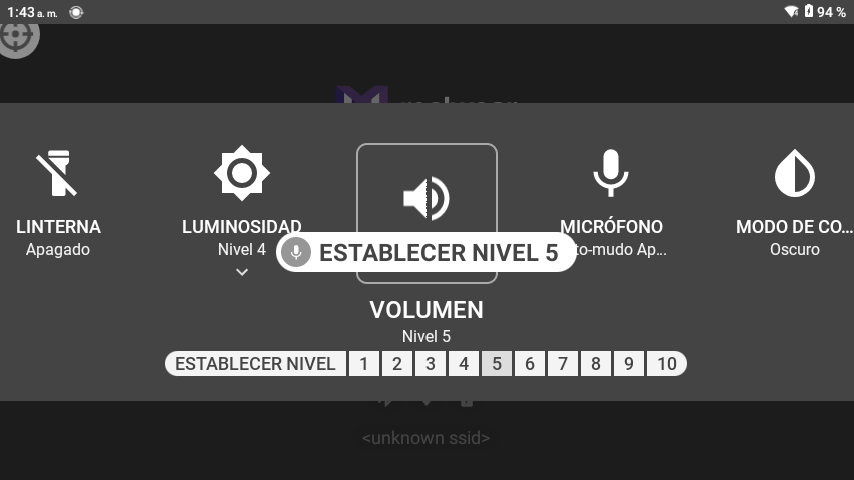 1:43 a. m.
94 %
LINTERNA
Apagado
LUMINOSIDAD
Nivel 4
ESTABLECER NIVEL 5
MICRÓFONO
to-mudo Ap...
MODO DE CO...
Oscuro
VOLUMEN
Nivel 5
ESTABLECER NIVEL 1 2 3 4 5 6 7 8 9 10
<unknown ssid>